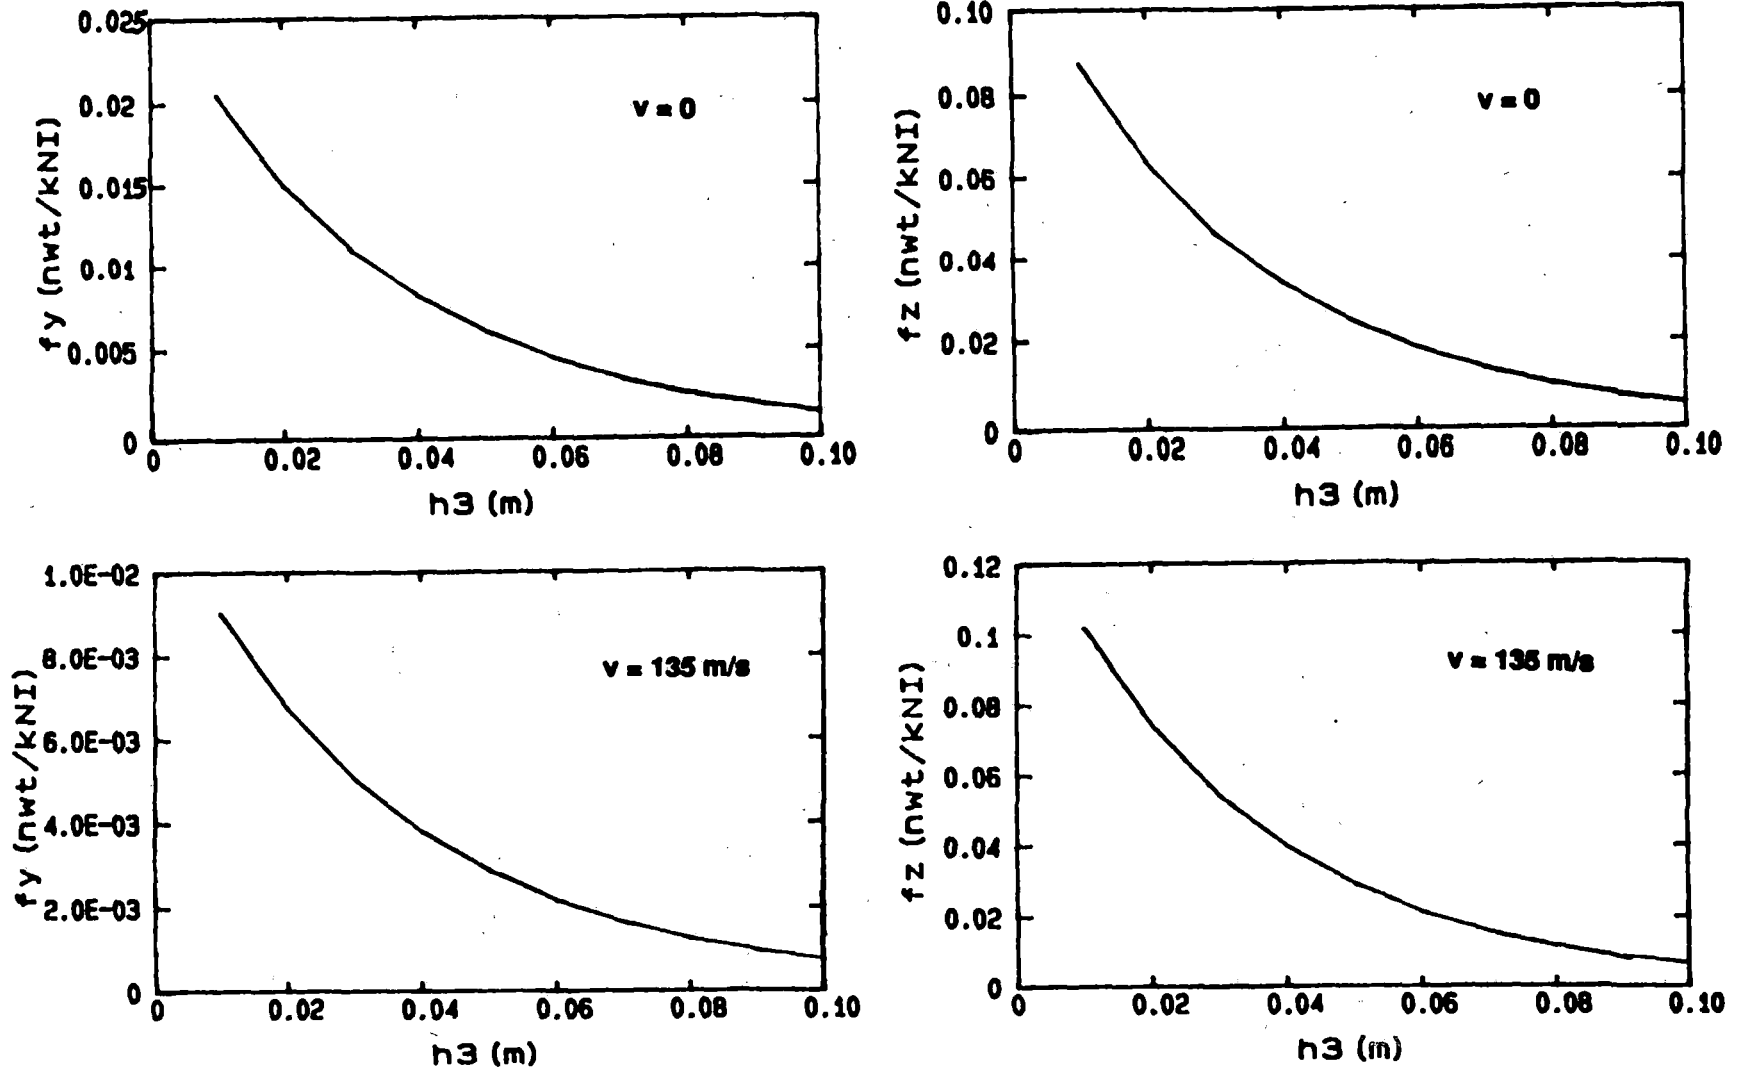 0.025
0.02
0.015
0.01
0.005
0
fy (nwt/kNI)
v = 0
0 0.02 0.04 0.06 0.08 0.10
h3 (m)
0.10
0.08
0.06
0.04
0.02
0
fz (nwt/kNI)
v = 0
0 0.02 0.04 0.06 0.08 0.10
h3 (m)
1.0E-02
8.0E-03
6.0E-03
4.0E-03
2.0E-03
0
fy (nwt/kNI)
v = 135 m/s
0 0.02 0.04 0.06 0.08 0.10
h3 (m)
0.12
0.1
0.08
0.06
0.04
0.02
0
fz (nwt/kNI)
v = 135 m/s
0 0.02 0.04 0.06 0.08 0.10
h3 (m)